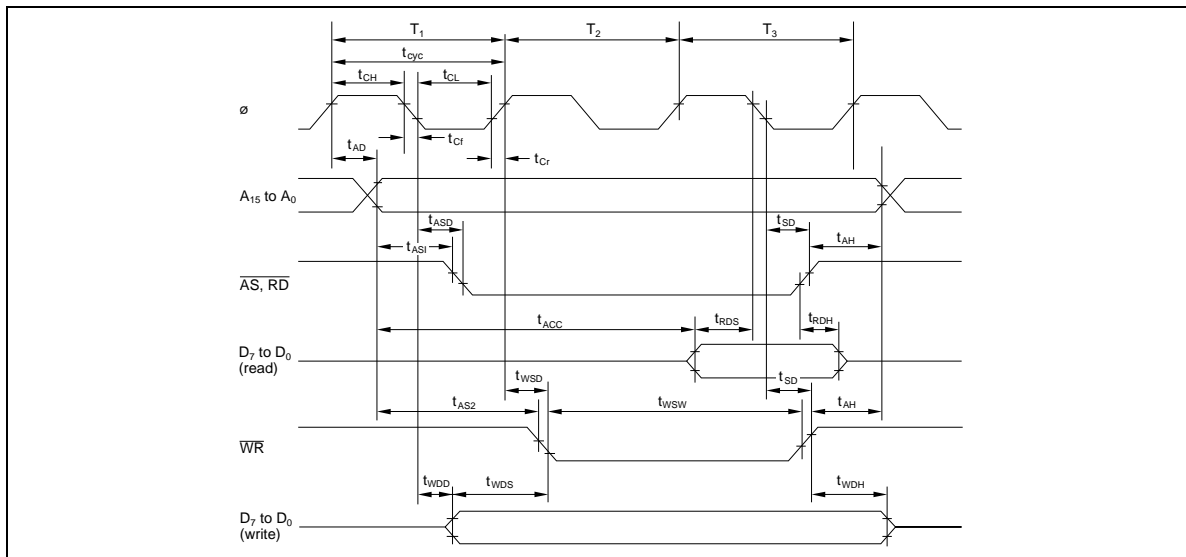 T1 T2 T3
tcyc
tCH tCL
ø
tCf
tAD tCr
A15 to A0
tASD tSD
tASI tAH
AS, RD
tACC tRDS tRDH
D7 to D0
(read)
tWSD tSD
tAS2 tWSW tAH
WR
tWDD tWDS tWDH
D7 to D0
(write)